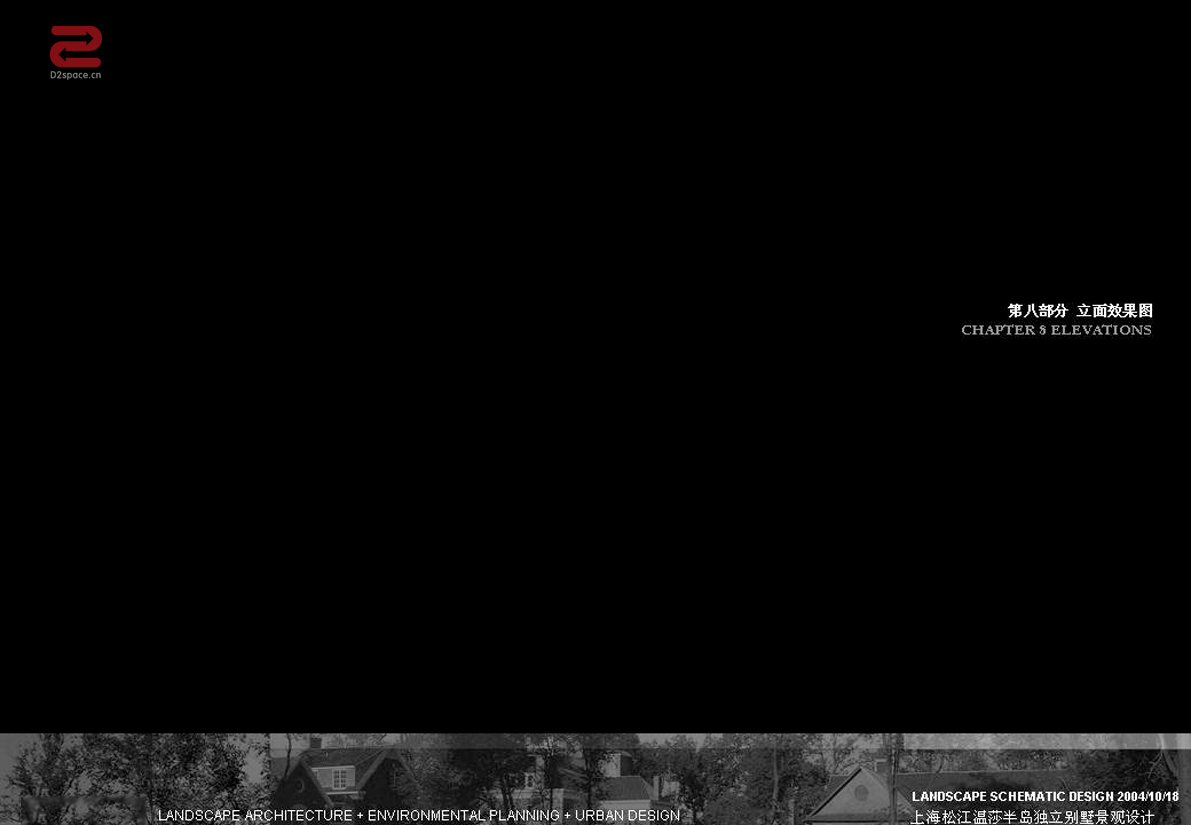 D2space.cn
第八部分 立面效果图
CHAPTER 8 ELEVATIONS
LANDSCAPE SCHEMATIC DESIGN 2004/10/18
LANDSCAPE ARCHITECTURE + ENVIRONMENTAL PLANNING + URBAN DESIGN
上海松江温莎半岛独立别墅景观设计